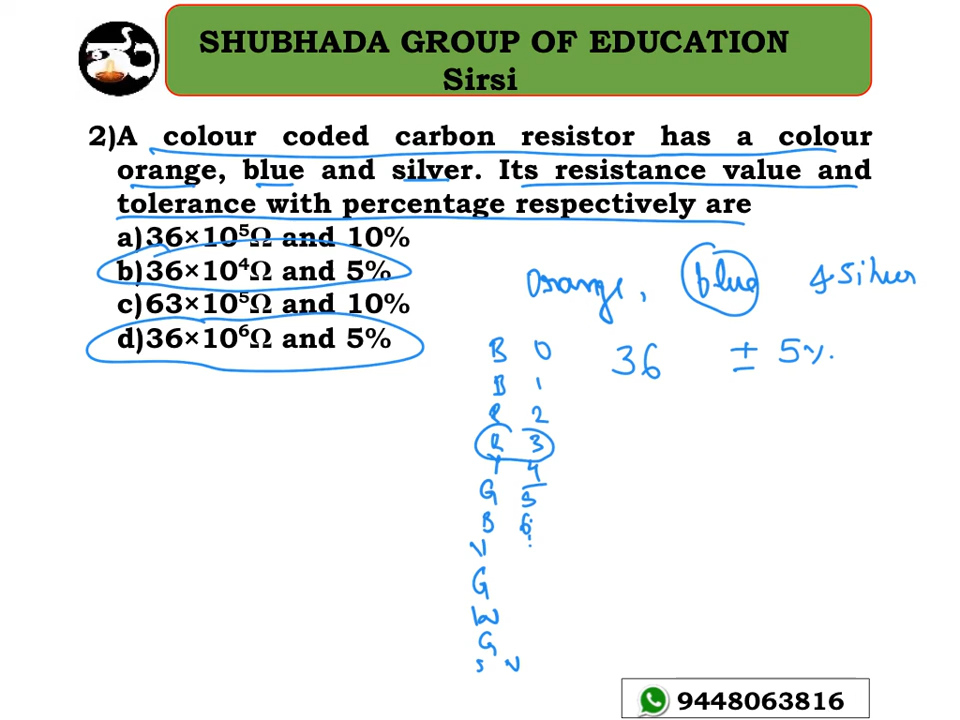 SHUBHADA GROUP OF EDUCATION
Sirsi
2)A colour coded carbon resistor has a colour
orange, blue and silver. Its resistance value and
tolerance with percentage respectively are
a)36×10⁵Ω and 10%
b)36×10⁴Ω and 5%
c)63×10⁵Ω and 10%
d)36×10⁶Ω and 5%
orange, blue & Silver
36 ± 5%
B 0
B 1
R 2
3
Y 4
G 5
B 6
V
G
W
G
S
9448063816